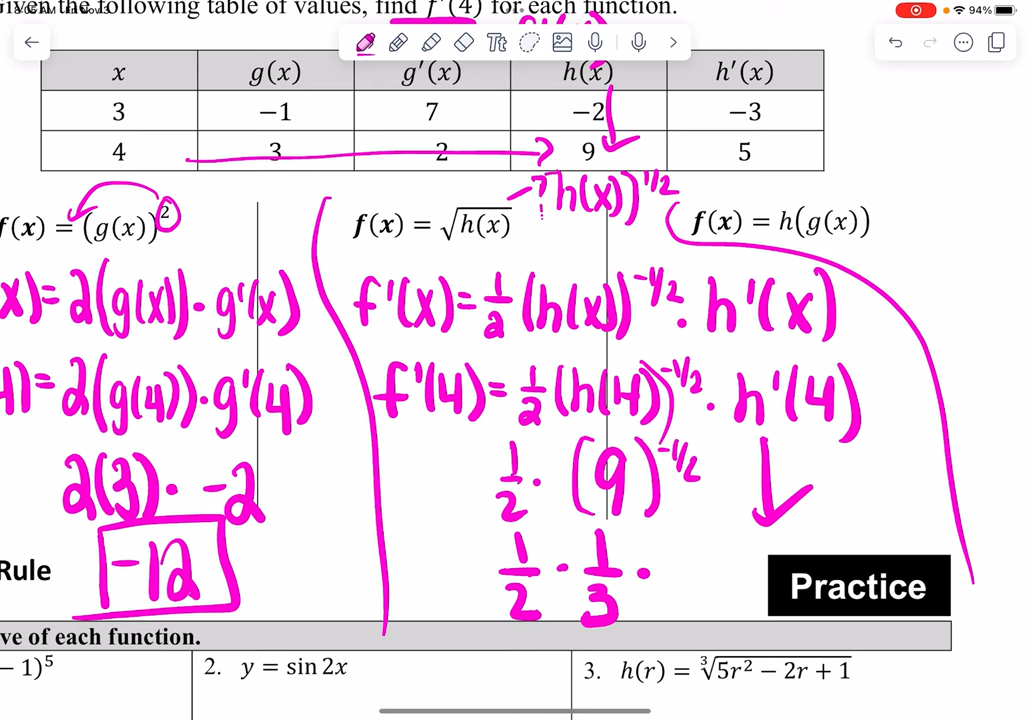 iven the following table of values, find f'(4) for each function.
94%
Tt
x g(x) g'(x) h(x) h'(x)
3 −1 7 −2 −3
4 3 2 9 5
h(x))^1/2
f(x) = (g(x))^2
f(x) = √h(x)
f(x) = h(g(x))
x)=2(g(x))·g'(x)
4)=2(g(4))·g'(4)
2(3)·-2
-12
f'(x)=1/2(h(x))^-1/2·h'(x)
f'(4)=1/2(h(4))^-1/2·h'(4)
1/2·(9)^-1/2
1/2·1/3·
Rule
Practice
ve of each function.
− 1)^5
2. y = sin 2x
3. h(r) = ∛5r² − 2r + 1